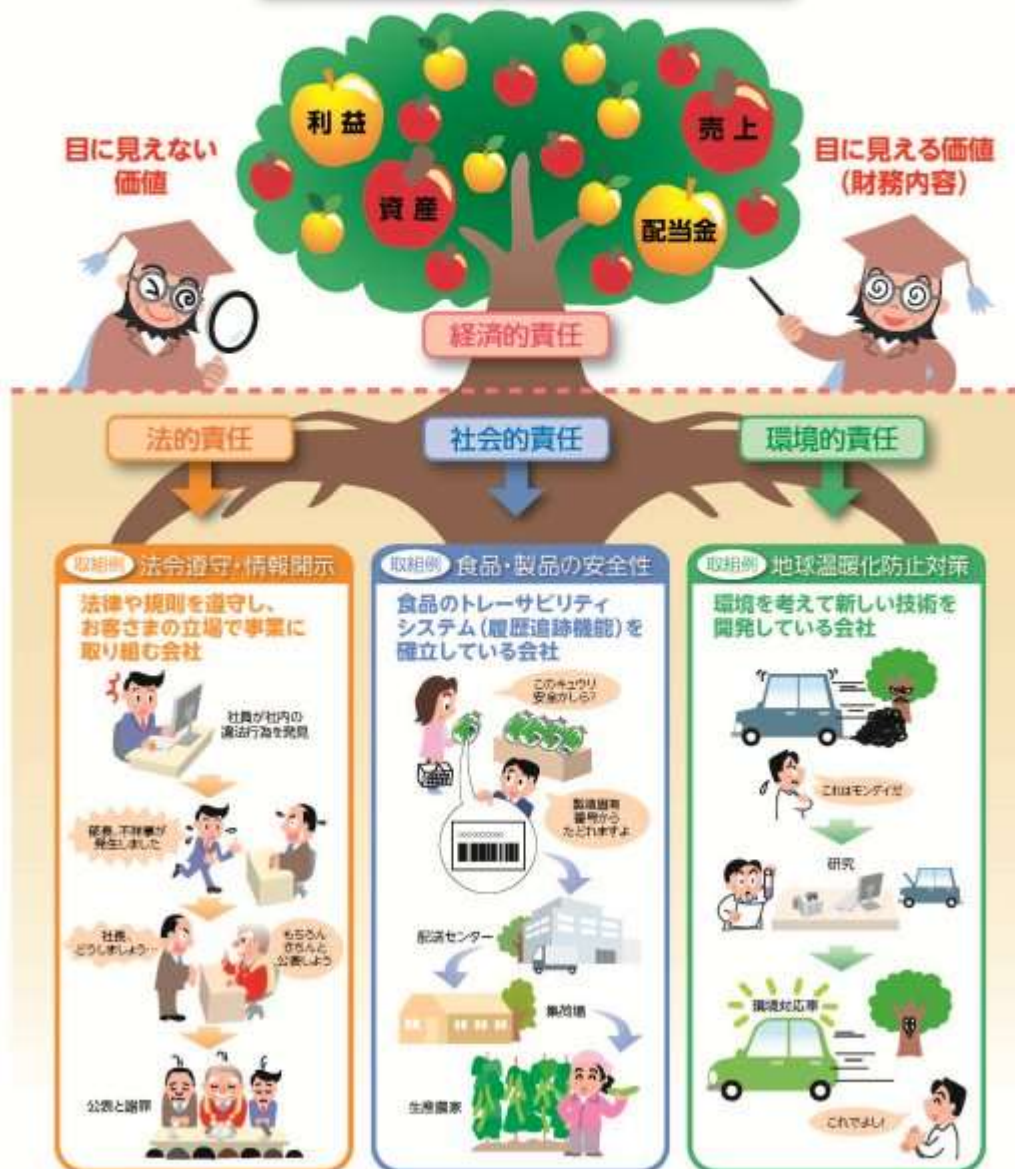 利益
売上
目に見えない
価値
目に見える価値
（財務内容）
資産
配当金
経済的責任
法的責任
社会的責任
環境的責任
取組例 法令遵守・情報開示
法律や規則を遵守し、
お客さまの立場で事業に
取り組む会社
社員が社内の
違法行為を発見
部長、不祥事が
発生しました
社長、
どうしましょう…
もちろん
きちんと
公表しよう
公表と謝罪
取組例 食品・製品の安全性
食品のトレーサビリティ
システム（履歴追跡機能）を
確立している会社
このキュウリ
安全かしら？
製造固有
番号から
たどれますよ
配送センター
集荷場
生産農家
取組例 地球温暖化防止対策
環境を考えて新しい技術を
開発している会社
これはモンダイだ
研究
環境対応車
これでよし！